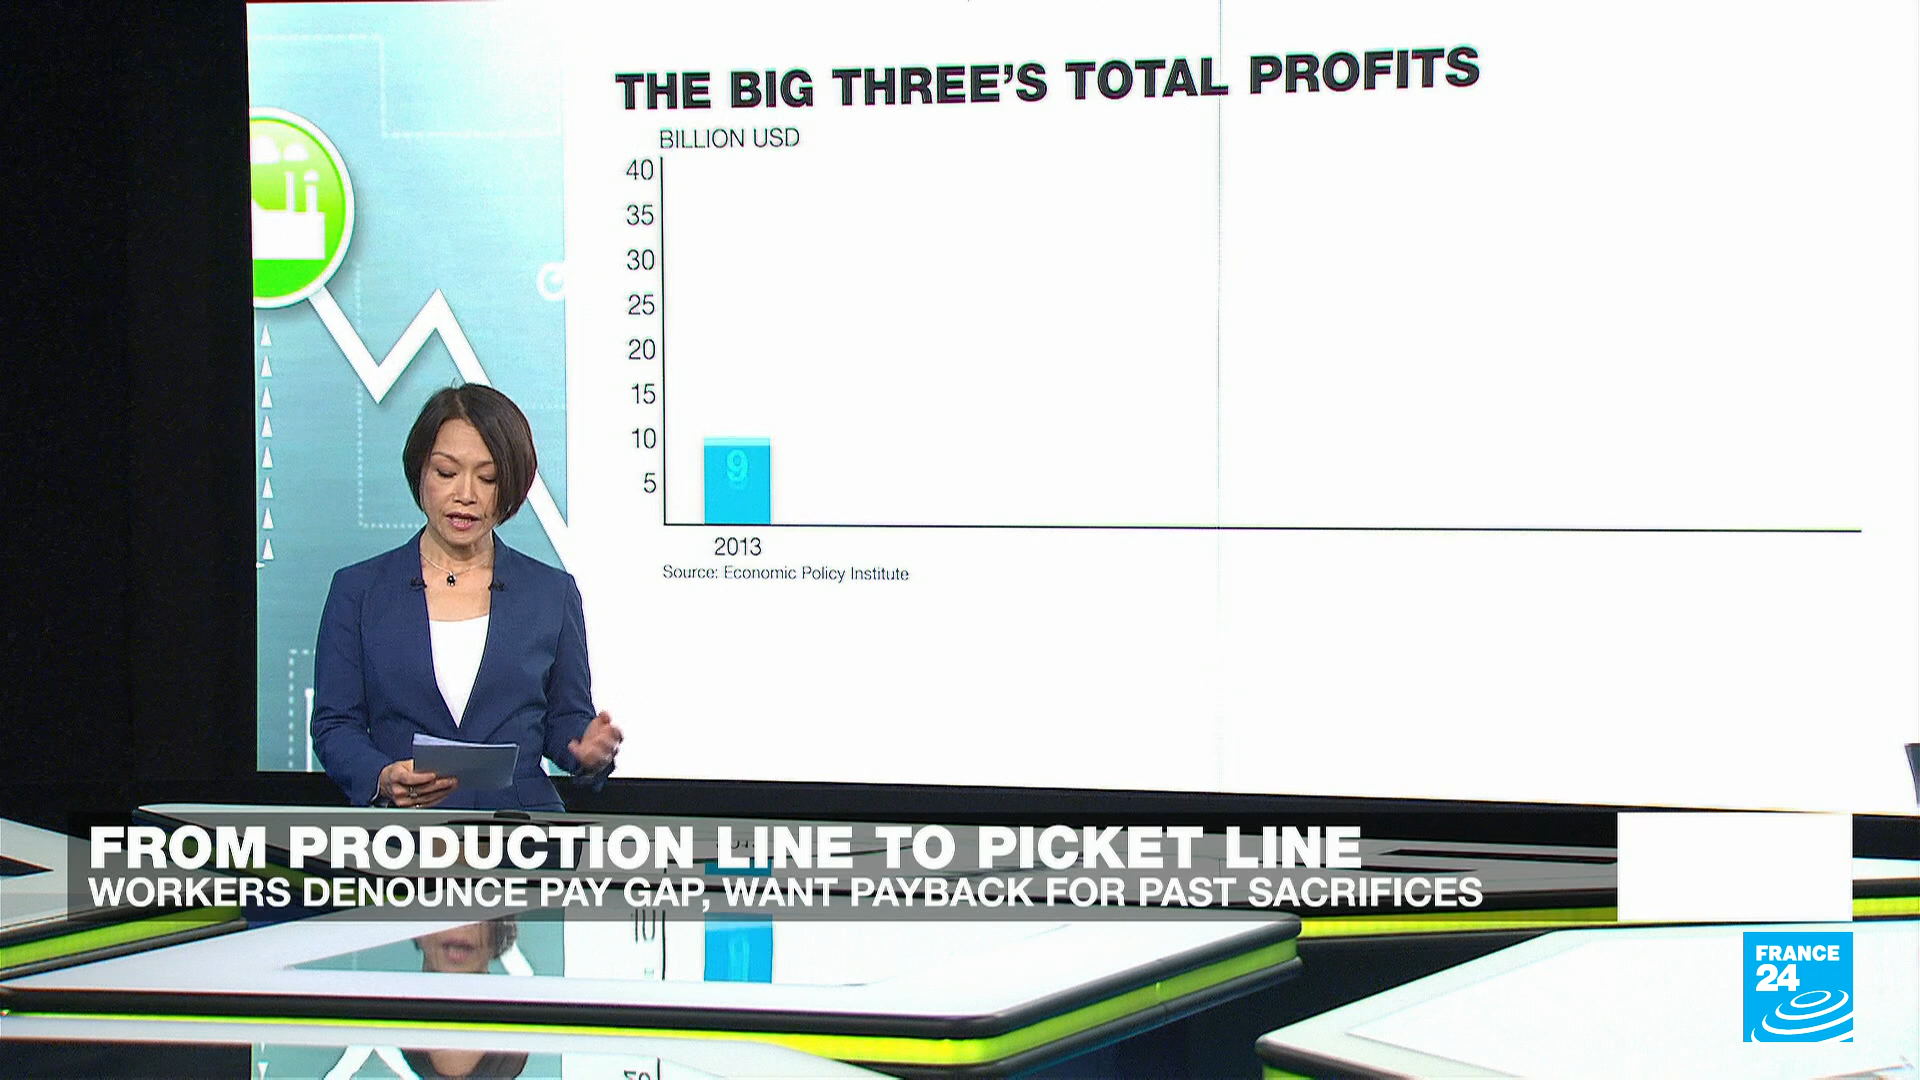 THE BIG THREE'S TOTAL PROFITS
BILLION USD
40
35
30
25
20
15
10
5
9
2013
Source: Economic Policy Institute
FROM PRODUCTION LINE TO PICKET LINE
WORKERS DENOUNCE PAY GAP, WANT PAYBACK FOR PAST SACRIFICES
FRANCE
24